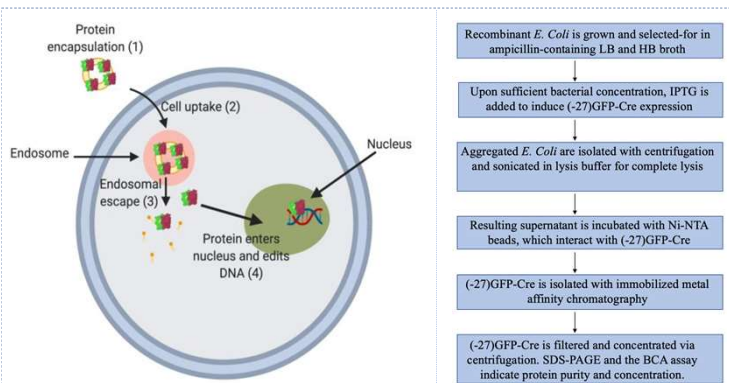 Protein
encapsulation (1)
Cell uptake (2)
Endosome
Nucleus
Endosomal
escape (3)
Protein enters
nucleus and edits
DNA (4)
Recombinant E. Coli is grown and selected-for in
ampicillin-containing LB and HB broth
Upon sufficient bacterial concentration, IPTG is
added to induce (-27)GFP-Cre expression
Aggregated E. Coli are isolated with centrifugation
and sonicated in lysis buffer for complete lysis
Resulting supernatant is incubated with Ni-NTA
beads, which interact with (-27)GFP-Cre
(-27)GFP-Cre is isolated with immobilized metal
affinity chromatography
(-27)GFP-Cre is filtered and concentrated via
centrifugation. SDS-PAGE and the BCA assay
indicate protein purity and concentration.